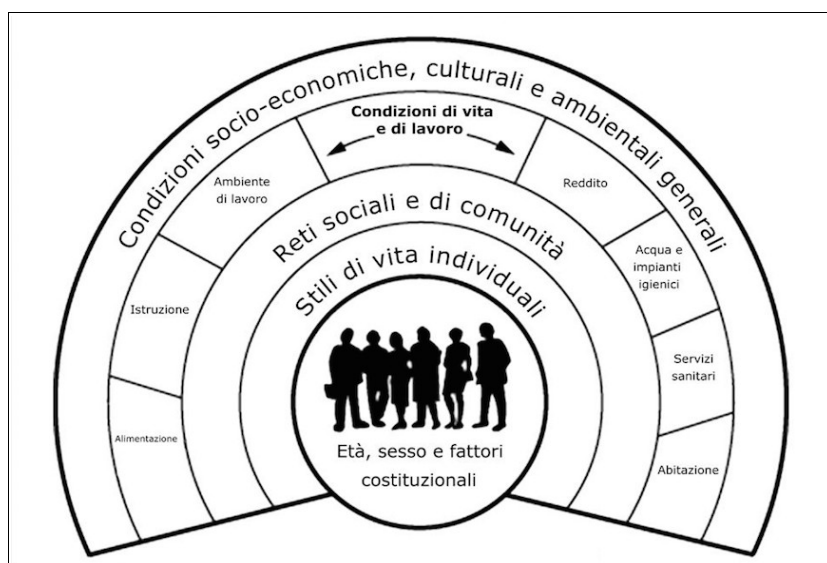 Condizioni socio-economiche, culturali e ambientali generali
Condizioni di vita
e di lavoro
Ambiente
di lavoro
Reddito
Reti sociali e di comunità
Acqua e
impianti
igienici
Stili di vita individuali
Istruzione
Servizi
sanitari
Alimentazione
Età, sesso e fattori
costituzionali
Abitazione